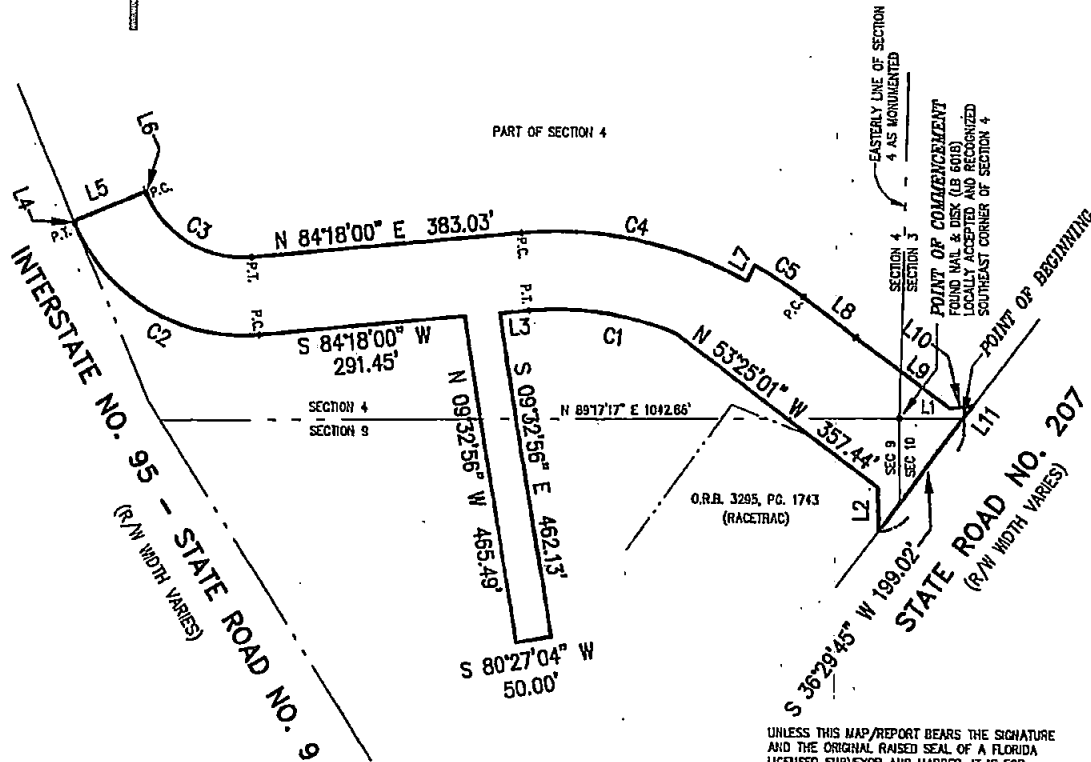 PART OF SECTION 4
EASTERLY LINE OF SECTION
4 AS MONUMENTED
SECTION 4
SECTION 3
POINT OF COMMENCEMENT
FOUND NAIL & DISK (LB 6018)
LOCALLY ACCEPTED AND RECOGNIZED
SOUTHEAST CORNER OF SECTION 4
POINT OF BEGINNING
L6
L5
P.C.
L4
P.T.
C3
N 84°18'00" E 383.03'
P.C.
C4
L7
C5
P.C.
L8
P.T.
C2
P.C.
S 84°18'00" W
291.45'
P.T.
L3
C1
N 53°25'01" W 357.44'
L10
L9
L1
L11
SECTION 4
SECTION 9
N 89°17'17" E 1042.66'
SEC 9
SEC 10
N 09°32'56" W 465.49'
S 09°32'56" E 462.13'
S 80°27'04" W
50.00'
O.R.B. 3295, PG. 1743
(RACETRAC)
L2
S 36°29'45" W 199.02'
STATE ROAD NO. 207
(R/W WIDTH VARIES)
INTERSTATE NO. 95 - STATE ROAD NO. 9
(R/W WIDTH VARIES)
UNLESS THIS MAP/REPORT BEARS THE SIGNATURE
AND THE ORIGINAL RAISED SEAL OF A FLORIDA